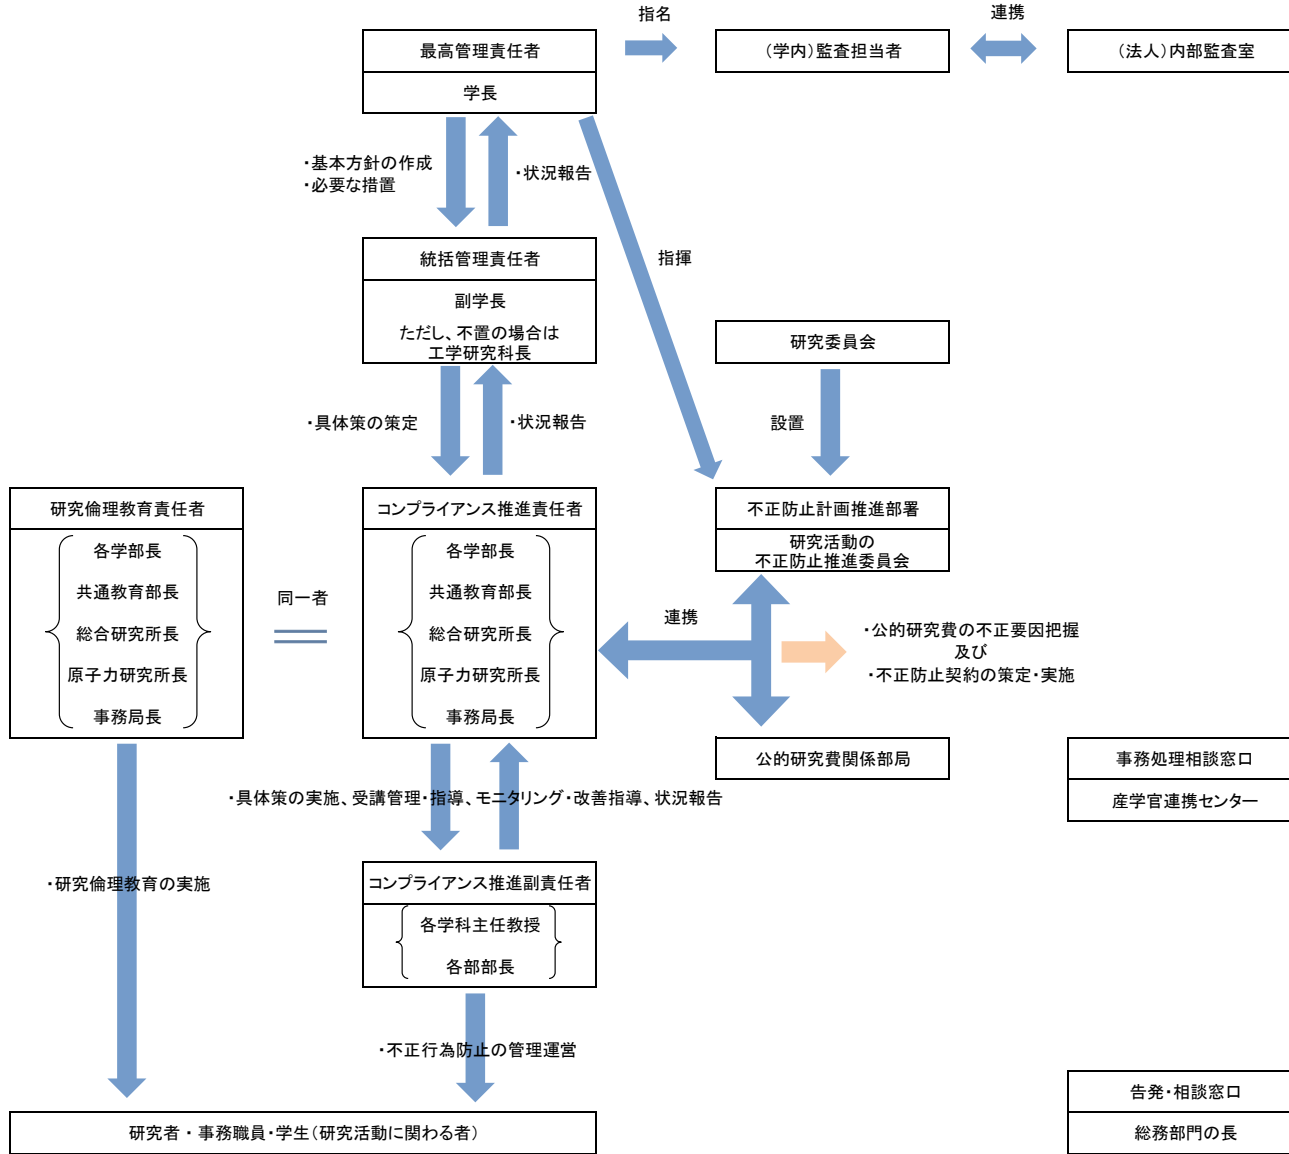 指名
連携
最高管理責任者
学長
(学内)監査担当者
(法人)内部監査室
・基本方針の作成
・必要な措置
・状況報告
統括管理責任者
副学長
ただし、不置の場合は
工学研究科長
指揮
研究委員会
・具体策の策定
・状況報告
設置
研究倫理教育責任者
各学部長
共通教育部長
総合研究所長
原子力研究所長
事務局長
同一者
コンプライアンス推進責任者
各学部長
共通教育部長
総合研究所長
原子力研究所長
事務局長
不正防止計画推進部署
研究活動の
不正防止推進委員会
連携
・公的研究費の不正要因把握
及び
・不正防止契約の策定・実施
公的研究費関係部局
事務処理相談窓口
産学官連携センター
・具体策の実施、受講管理・指導、モニタリング・改善指導、状況報告
・研究倫理教育の実施
コンプライアンス推進副責任者
各学科主任教授
各部部長
・不正行為防止の管理運営
研究者 ・ 事務職員・学生(研究活動に関わる者)
告発・相談窓口
総務部門の長